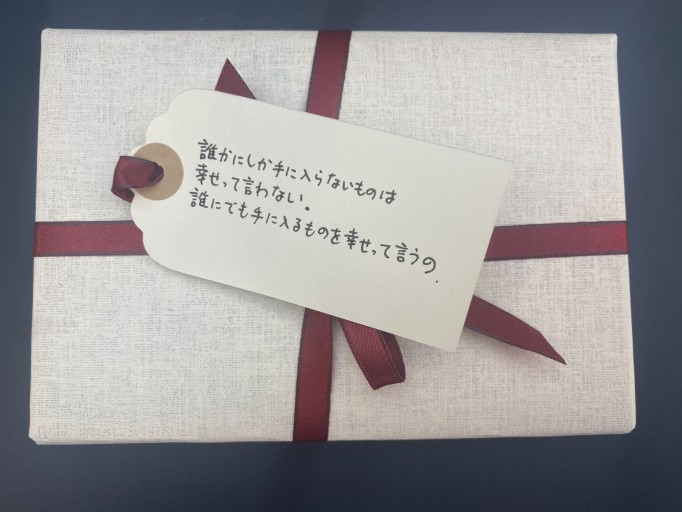 誰かにしか手に入らないものは
幸せって言わない。
誰にでも手に入るものを幸せって言うの.